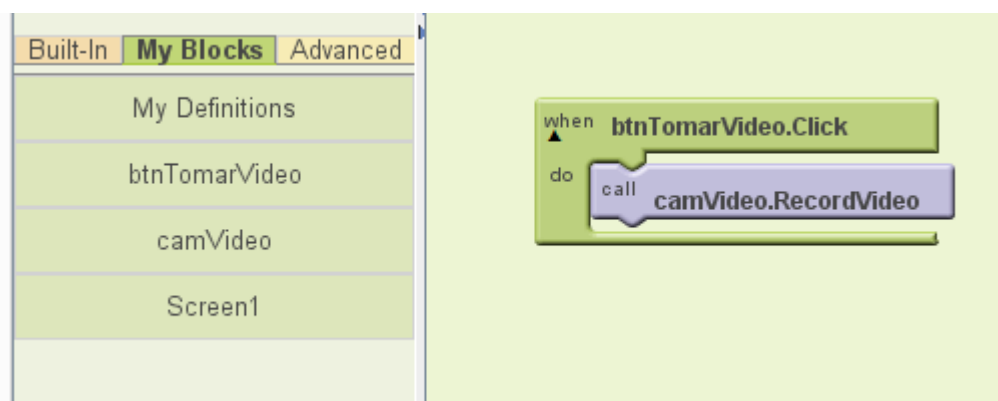 Built-In My Blocks Advanced
My Definitions
btnTomarVideo
camVideo
Screen1
when btnTomarVideo.Click
do
call camVideo.RecordVideo